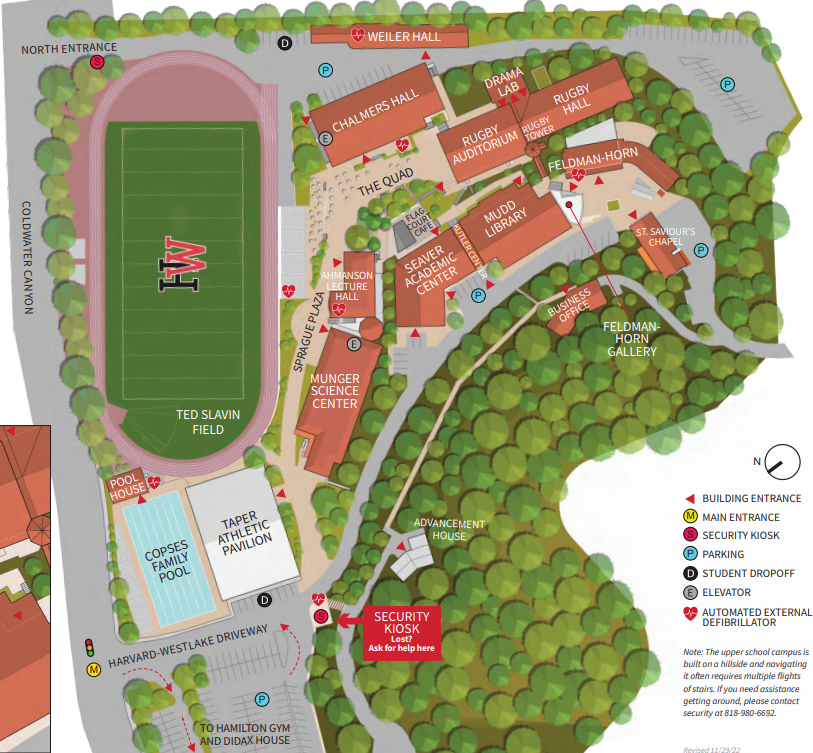 NORTH ENTRANCE
S
D
WEILER HALL
P
P
CHALMERS HALL
E
DRAMA
LAB
RUGBY
HALL
RUGBY
AUDITORIUM
RUGBY
TOWER
FELDMAN-HORN
THE QUAD
FLAG
COURT
CAFE
MUDD
LIBRARY
KUTLER CENTER
SEAVER
ACADEMIC
CENTER
ST. SAVIOUR'S
CHAPEL
P
P
COLDWATER CANYON
HW
AHMANSON
LECTURE
HALL
SPRAGUE PLAZA
E
BUSINESS
OFFICE
FELDMAN-
HORN
GALLERY
MUNGER
SCIENCE
CENTER
TED SLAVIN
FIELD
POOL
HOUSE
COPSES
FAMILY
POOL
TAPER
ATHLETIC
PAVILION
ADVANCEMENT
HOUSE
D
S
SECURITY
KIOSK
Lost?
Ask for help here
HARVARD-WESTLAKE DRIVEWAY
M
P
TO HAMILTON GYM
AND DIDAX HOUSE
N
BUILDING ENTRANCE
M MAIN ENTRANCE
S SECURITY KIOSK
P PARKING
D STUDENT DROPOFF
E ELEVATOR
AUTOMATED EXTERNAL
DEFIBRILLATOR
Note: The upper school campus is
built on a hillside and navigating
it often requires multiple flights
of stairs. If you need assistance
getting around, please contact
security at 818-980-6692.
Revised 11/29/22